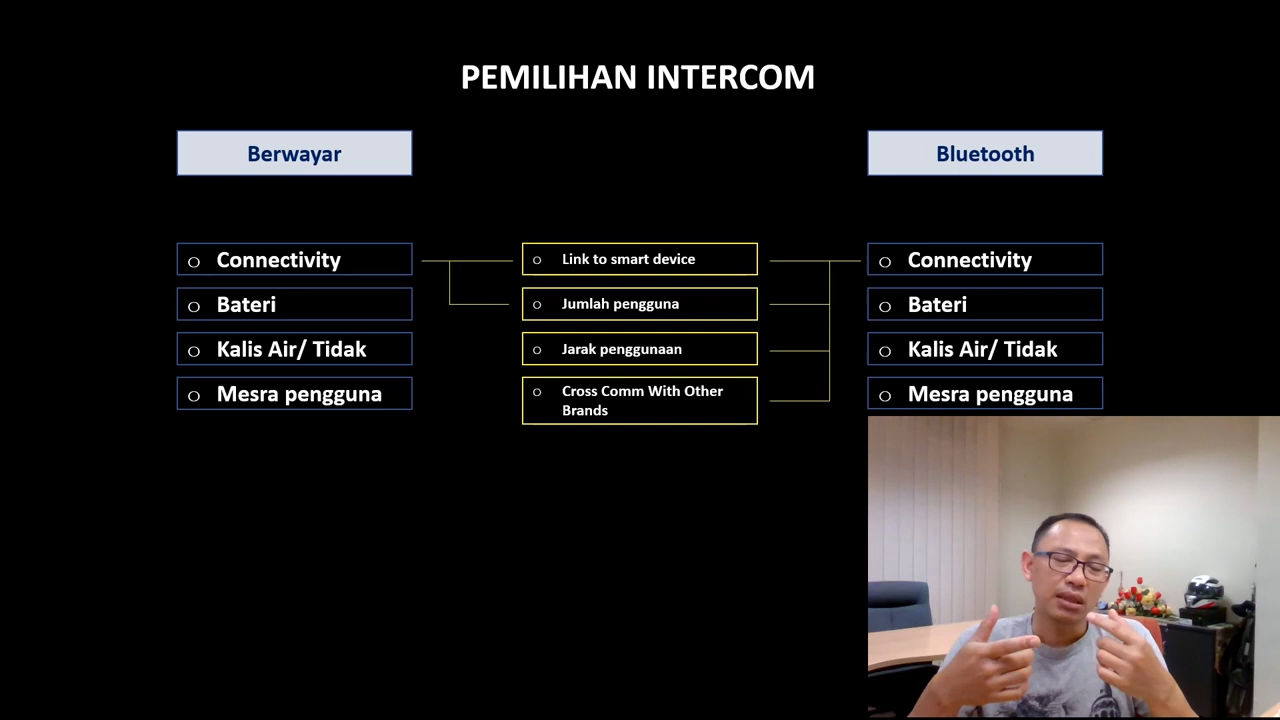 PEMILIHAN INTERCOM
Berwayar
Bluetooth
Connectivity
Bateri
Kalis Air/ Tidak
Mesra pengguna
Link to smart device
Jumlah pengguna
Jarak penggunaan
Cross Comm With Other
Brands
Connectivity
Bateri
Kalis Air/ Tidak
Mesra pengguna